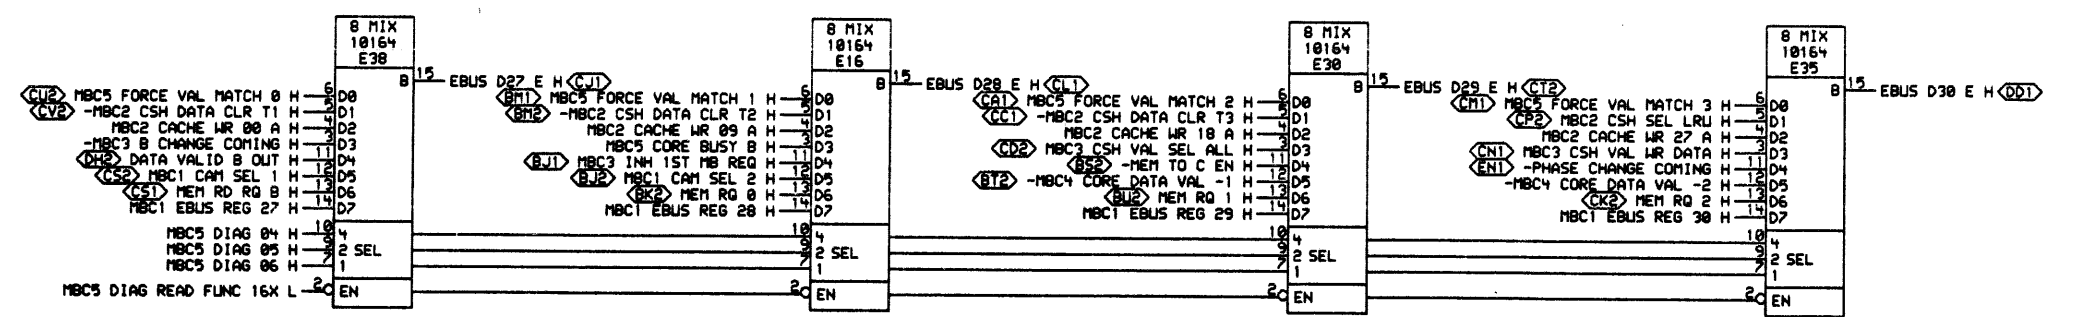 8 MIX
10164
E38
B 15 EBUS D27 E H CJ1
CU2 MBC5 FORCE VAL MATCH 0 H 6 D0
CV2 -MBC2 CSH DATA CLR T1 H 5 D1
MBC2 CACHE WR 00 A H 4 D2
-MBC3 B CHANGE COMING H 3 D3
DH2 DATA VALID B OUT H 11 D4
CS2 MBC1 CAM SEL 1 H 12 D5
CS1 MEM RD RQ B H 13 D6
MBC1 EBUS REG 27 H 14 D7
MBC5 DIAG 04 H 10 4
MBC5 DIAG 05 H 9 2 SEL
MBC5 DIAG 06 H 7 1
MBC5 DIAG READ FUNC 16X L 2 EN
8 MIX
10164
E16
B 15 EBUS D28 E H CL1
BM1 MBC5 FORCE VAL MATCH 1 H 6 D0
BM2 -MBC2 CSH DATA CLR T2 H 5 D1
MBC2 CACHE WR 09 A H 4 D2
MBC5 CORE BUSY B H 3 D3
BJ1 MBC3 INH 1ST MB REQ H 11 D4
BJ2 MBC1 CAM SEL 2 H 12 D5
BK2 MEM RQ 0 H 13 D6
MBC1 EBUS REG 28 H 14 D7
10 4
9 2 SEL
7 1
2 EN
8 MIX
10164
E30
B 15 EBUS D29 E H CT2
CA1 MBC5 FORCE VAL MATCH 2 H 6 D0
CC1 -MBC2 CSH DATA CLR T3 H 5 D1
MBC2 CACHE WR 18 A H 4 D2
CD2 MBC3 CSH VAL SEL ALL H 3 D3
BS2 -MEM TO C EN H 11 D4
BT2 -MBC4 CORE DATA VAL -1 H 12 D5
BU2 MEM RQ 1 H 13 D6
MBC1 EBUS REG 29 H 14 D7
10 4
9 2 SEL
7 1
2 EN
8 MIX
10164
E35
B 15 EBUS D30 E H DD1
CM1 MBC5 FORCE VAL MATCH 3 H 6 D0
CP2 MBC2 CSH SEL LRU H 5 D1
MBC2 CACHE WR 27 A H 4 D2
CN1 MBC3 CSH VAL WR DATA H 3 D3
EN1 -PHASE CHANGE COMING H 11 D4
-MBC4 CORE DATA VAL -2 H 12 D5
CK2 MEM RQ 2 H 13 D6
MBC1 EBUS REG 30 H 14 D7
10 4
9 2 SEL
7 1
2 EN